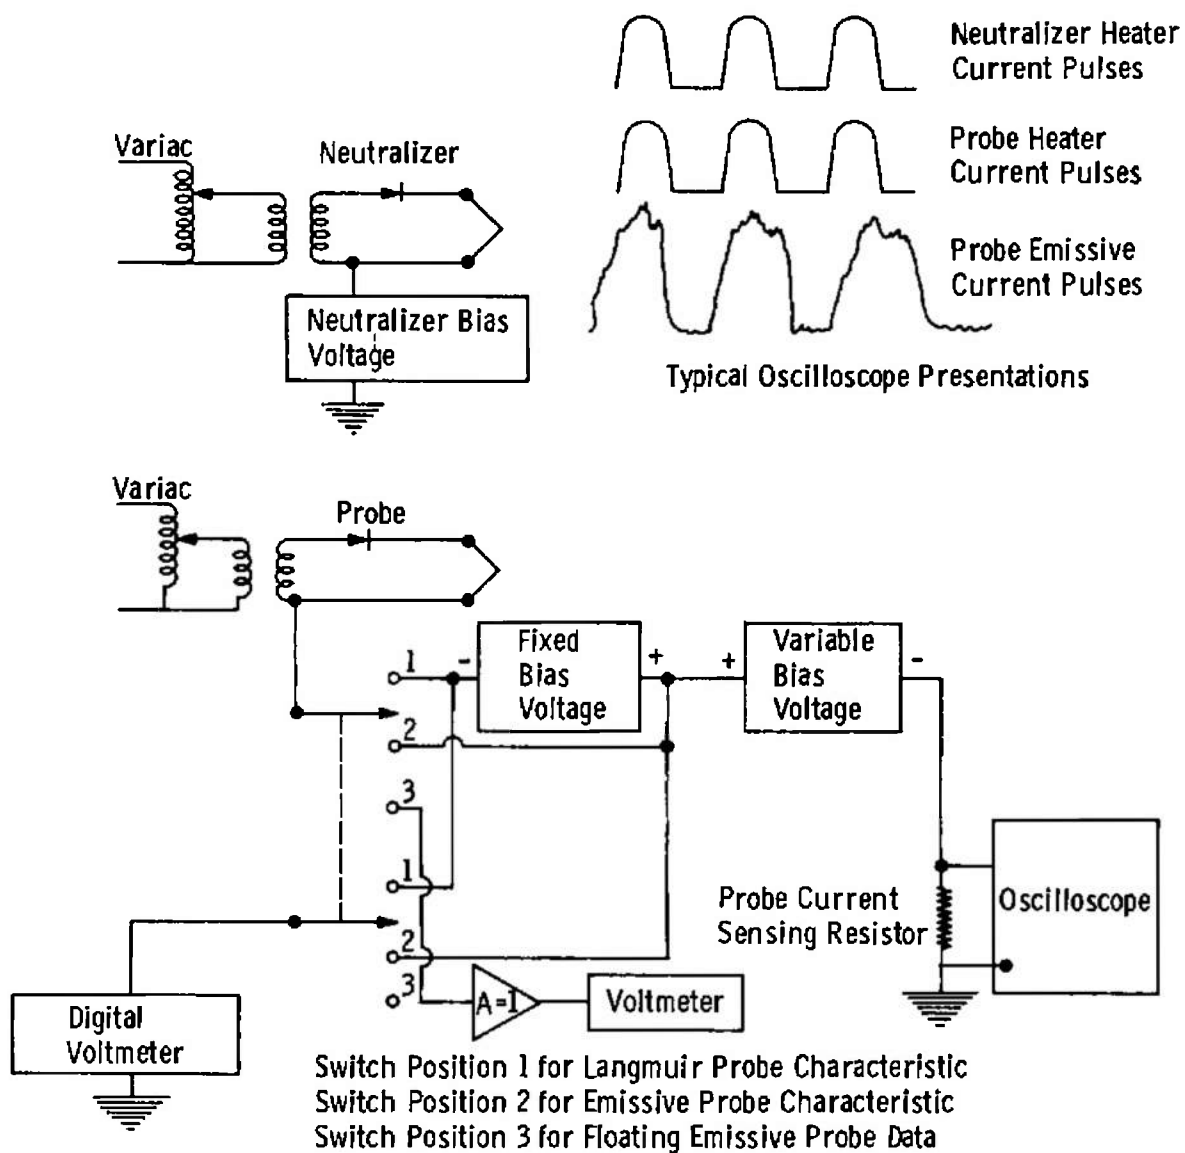 Neutralizer Heater
Current Pulses
Probe Heater
Current Pulses
Probe Emissive
Current Pulses
Typical Oscilloscope Presentations
Variac
Neutralizer
Neutralizer Bias
Voltage
Variac
Probe
1
-
Fixed
Bias
Voltage
+
+
Variable
Bias
Voltage
-
2
3
1
2
3
A=1
Voltmeter
Probe Current
Sensing Resistor
Oscilloscope
Digital
Voltmeter
Switch Position 1 for Langmuir Probe Characteristic
Switch Position 2 for Emissive Probe Characteristic
Switch Position 3 for Floating Emissive Probe Data